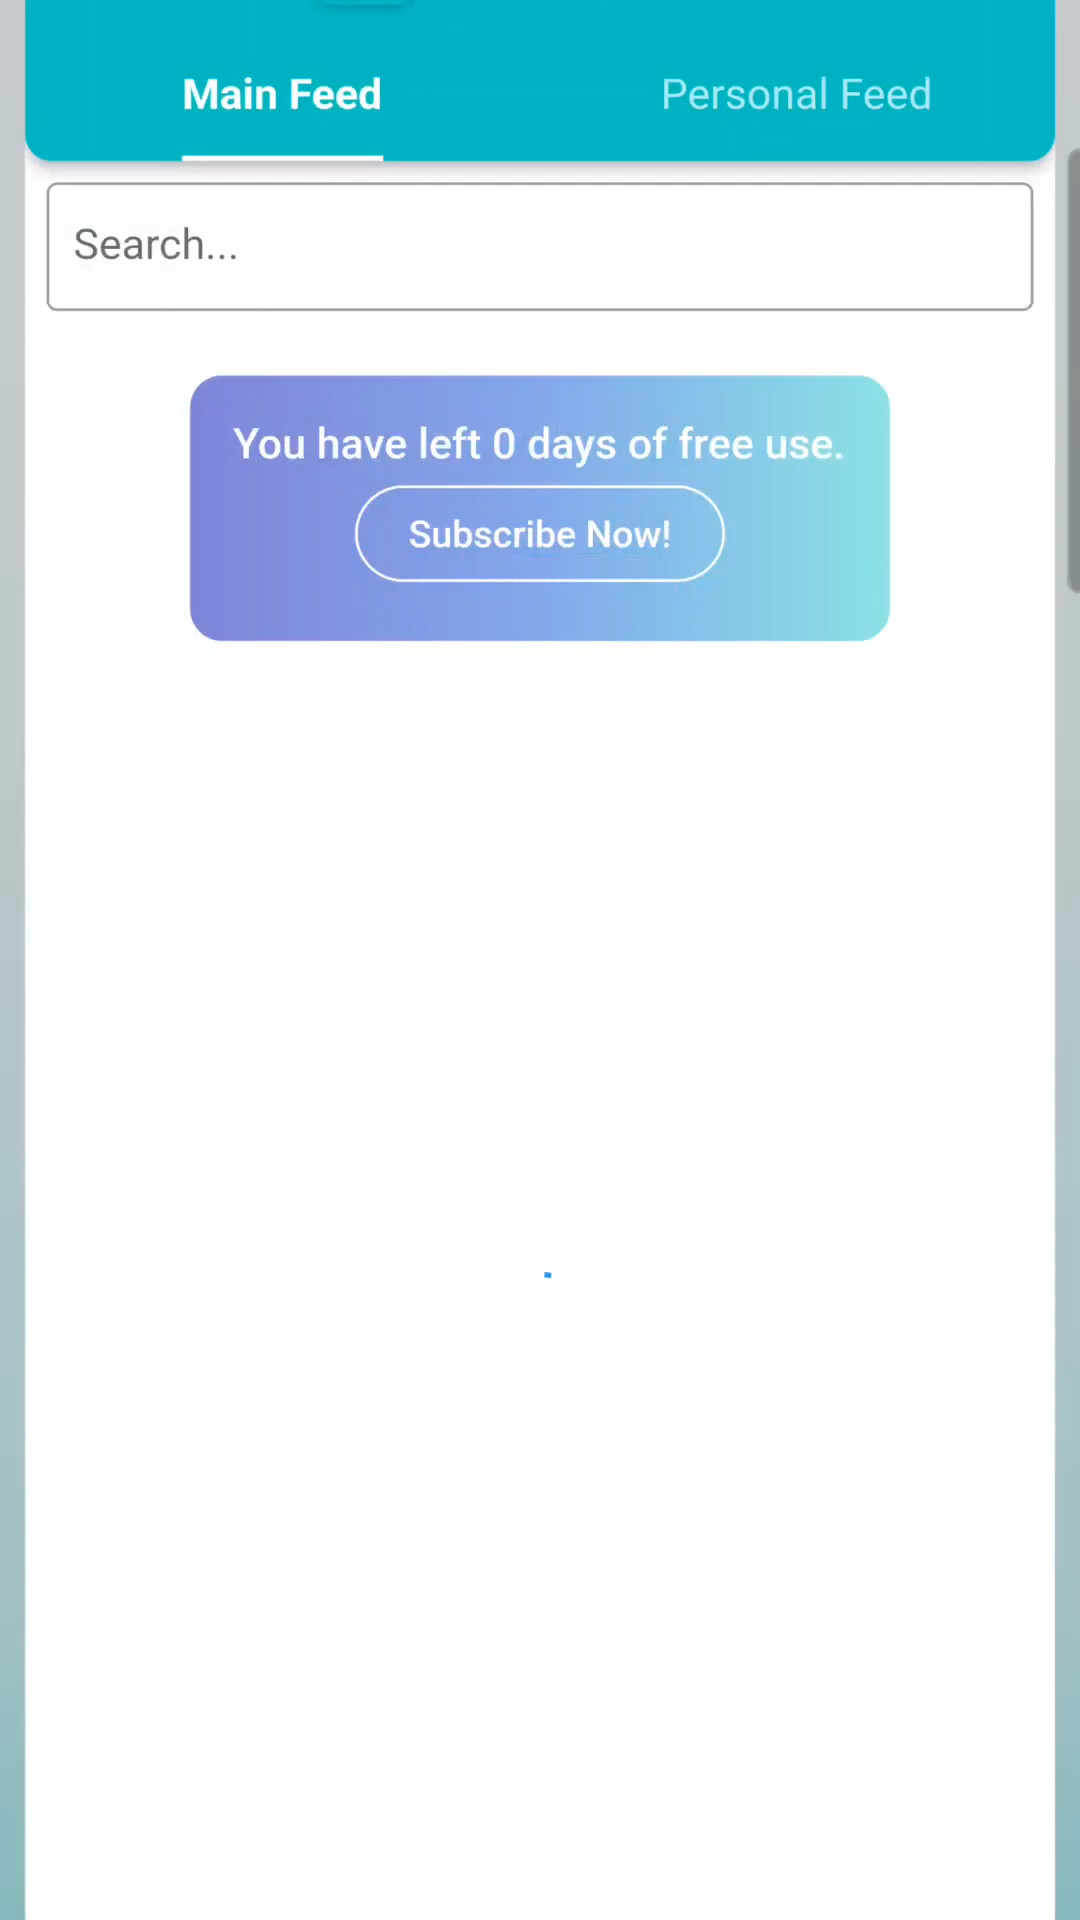 Main Feed
Personal Feed
Search...
You have left 0 days of free use.
Subscribe Now!